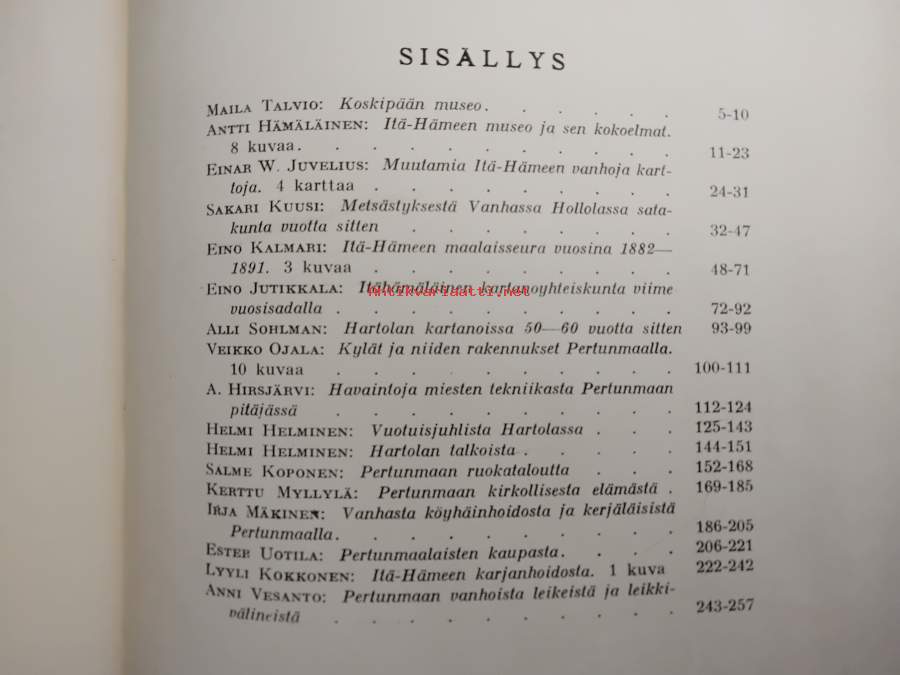 SISÄLLYS
MAILA TALVIO: Koskipään museo. . . . . . 5-10
ANTTI HÄMÄLÄINEN: Itä-Hämeen museo ja sen kokoelmat.
8 kuvaa. . . . . . . . . . . 11-23
EINAR W. JUVELIUS: Muutamia Itä-Hämeen vanhoja kart-
toja. 4 karttaa . . . . . . . . . 24-31
SAKARI KUUSI: Metsästyksestä Vanhassa Hollolassa sata-
kunta vuotta sitten . . . . . . . . 32-47
EINO KALMARI: Itä-Hämeen maalaisseura vuosina 1882—
1891. 3 kuvaa . . . . . . . . . 48-71
EINO JUTIKKALA: Itähämäläinen kartanoyhteiskunta viime
Antikvariaatti.net
vuosisadalla . . . . . . . . . . 72-92
ALLI SOHLMAN: Hartolan kartanoissa 50—60 vuotta sitten 93-99
VEIKKO OJALA: Kylät ja niiden rakennukset Pertunmaalla.
10 kuvaa . . . . . . . . . . 100-111
A. HIRSJÄRVI: Havaintoja miesten tekniikasta Pertunmaan
pitäjässä . . . . . . . . . . 112-124
HELMI HELMINEN: Vuotuisjuhlista Hartolassa . . . 125-143
HELMI HELMINEN: Hartolan talkoista . . . . . 144-151
SALME KOPONEN: Pertunmaan ruokataloutta . . . 152-168
KERTTU MYLLYLÄ: Pertunmaan kirkollisesta elämästä . 169-185
IRJA MÄKINEN: Vanhasta köyhäinhoidosta ja kerjäläisistä
Pertunmaalla. . . . . . . . . . 186-205
ESTER UOTILA: Pertunmaalaisten kaupasta. . . . 206-221
LYYLI KOKKONEN: Itä-Hämeen karjanhoidosta. 1 kuva 222-242
ANNI VESANTO: Pertunmaan vanhoista leikeistä ja leikki-
välineistä . . . . . . . . . . 243-257